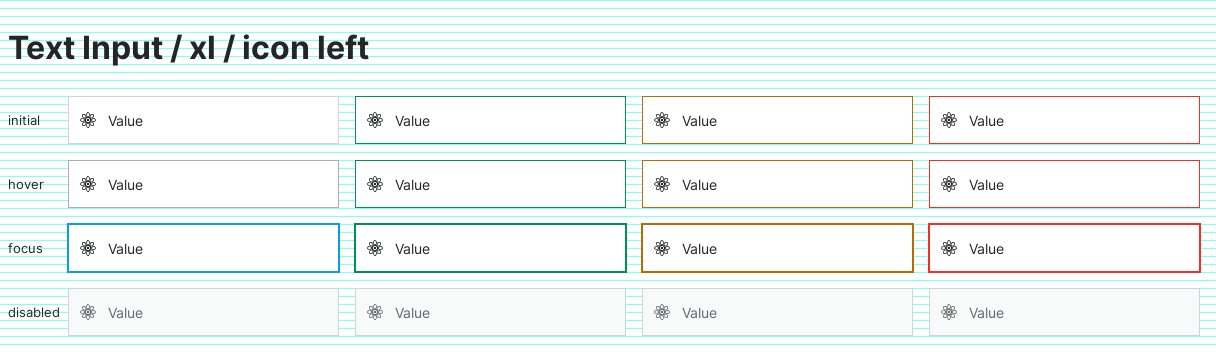 Text Input / xl / icon left
initial Value Value Value Value
hover Value Value Value Value
focus Value Value Value Value
disabled Value Value Value Value